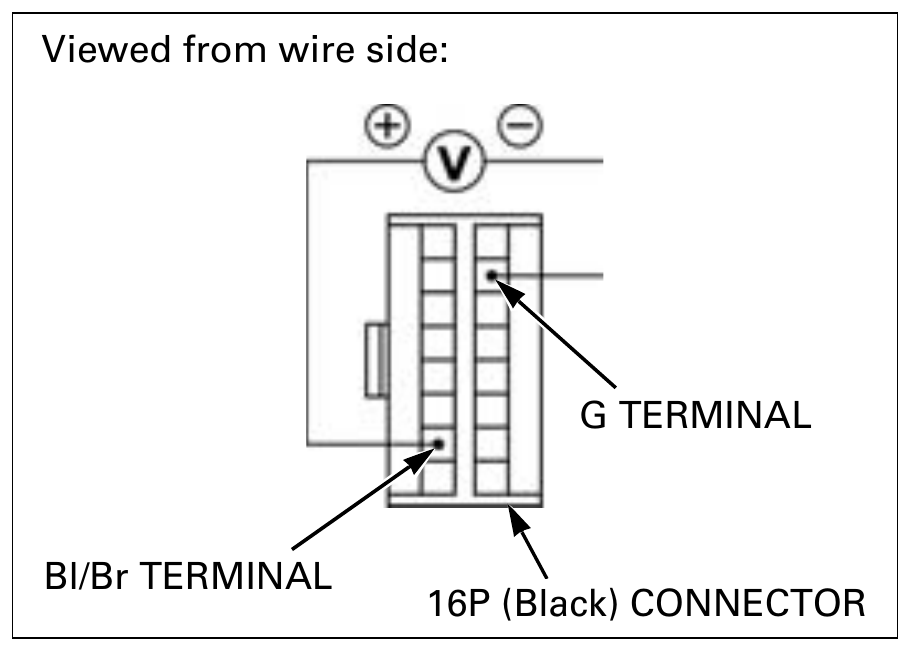 Viewed from wire side:
+ −
V
G TERMINAL
Bl/Br TERMINAL
16P (Black) CONNECTOR